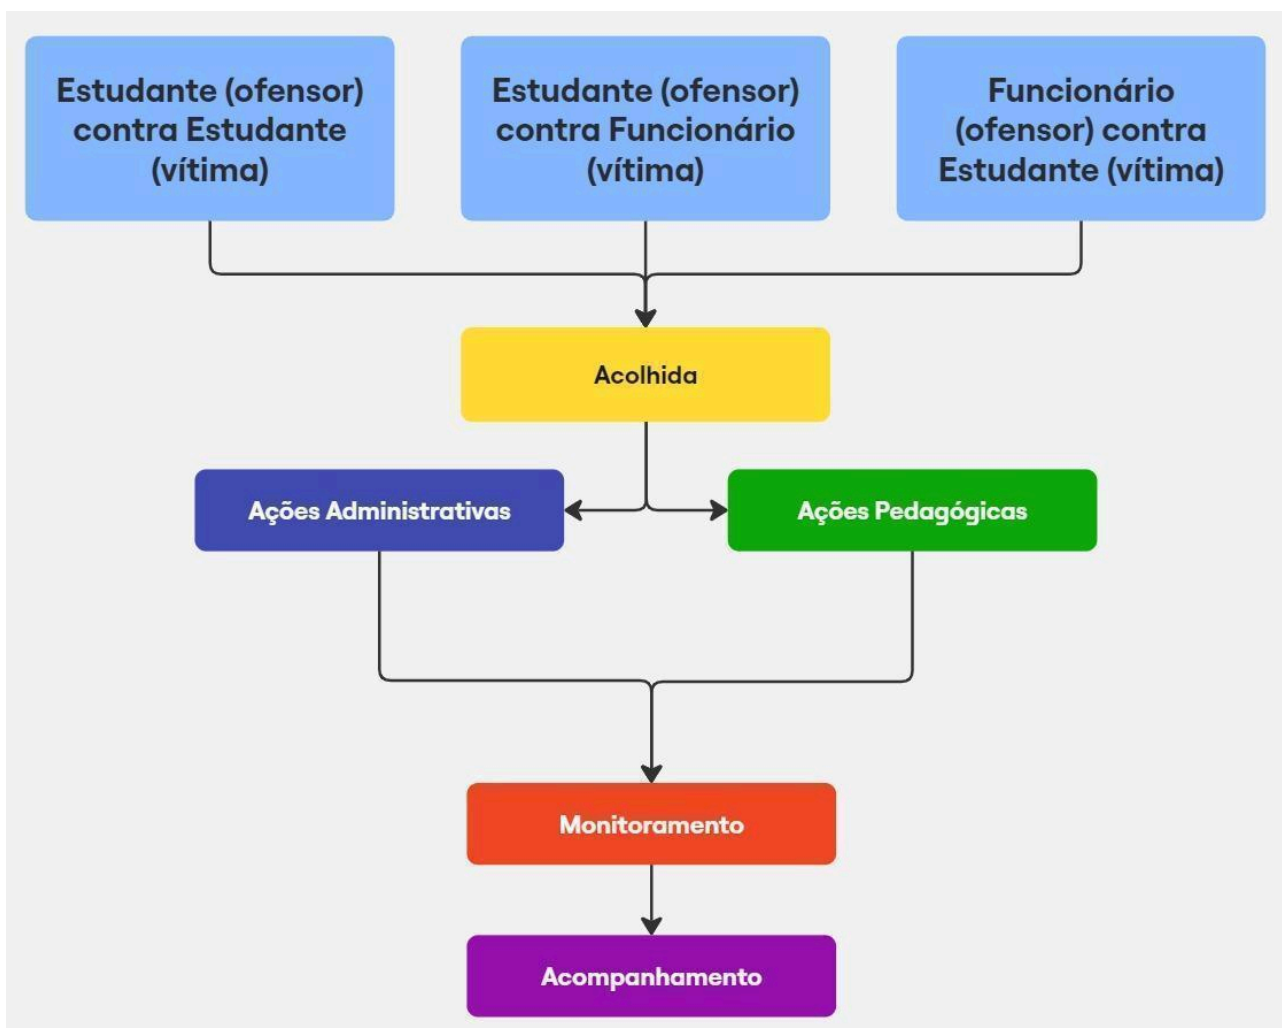 Estudante (ofensor)
contra Estudante
(vítima)
Estudante (ofensor)
contra Funcionário
(vítima)
Funcionário
(ofensor) contra
Estudante (vítima)
Acolhida
Ações Administrativas
Ações Pedagógicas
Monitoramento
Acompanhamento